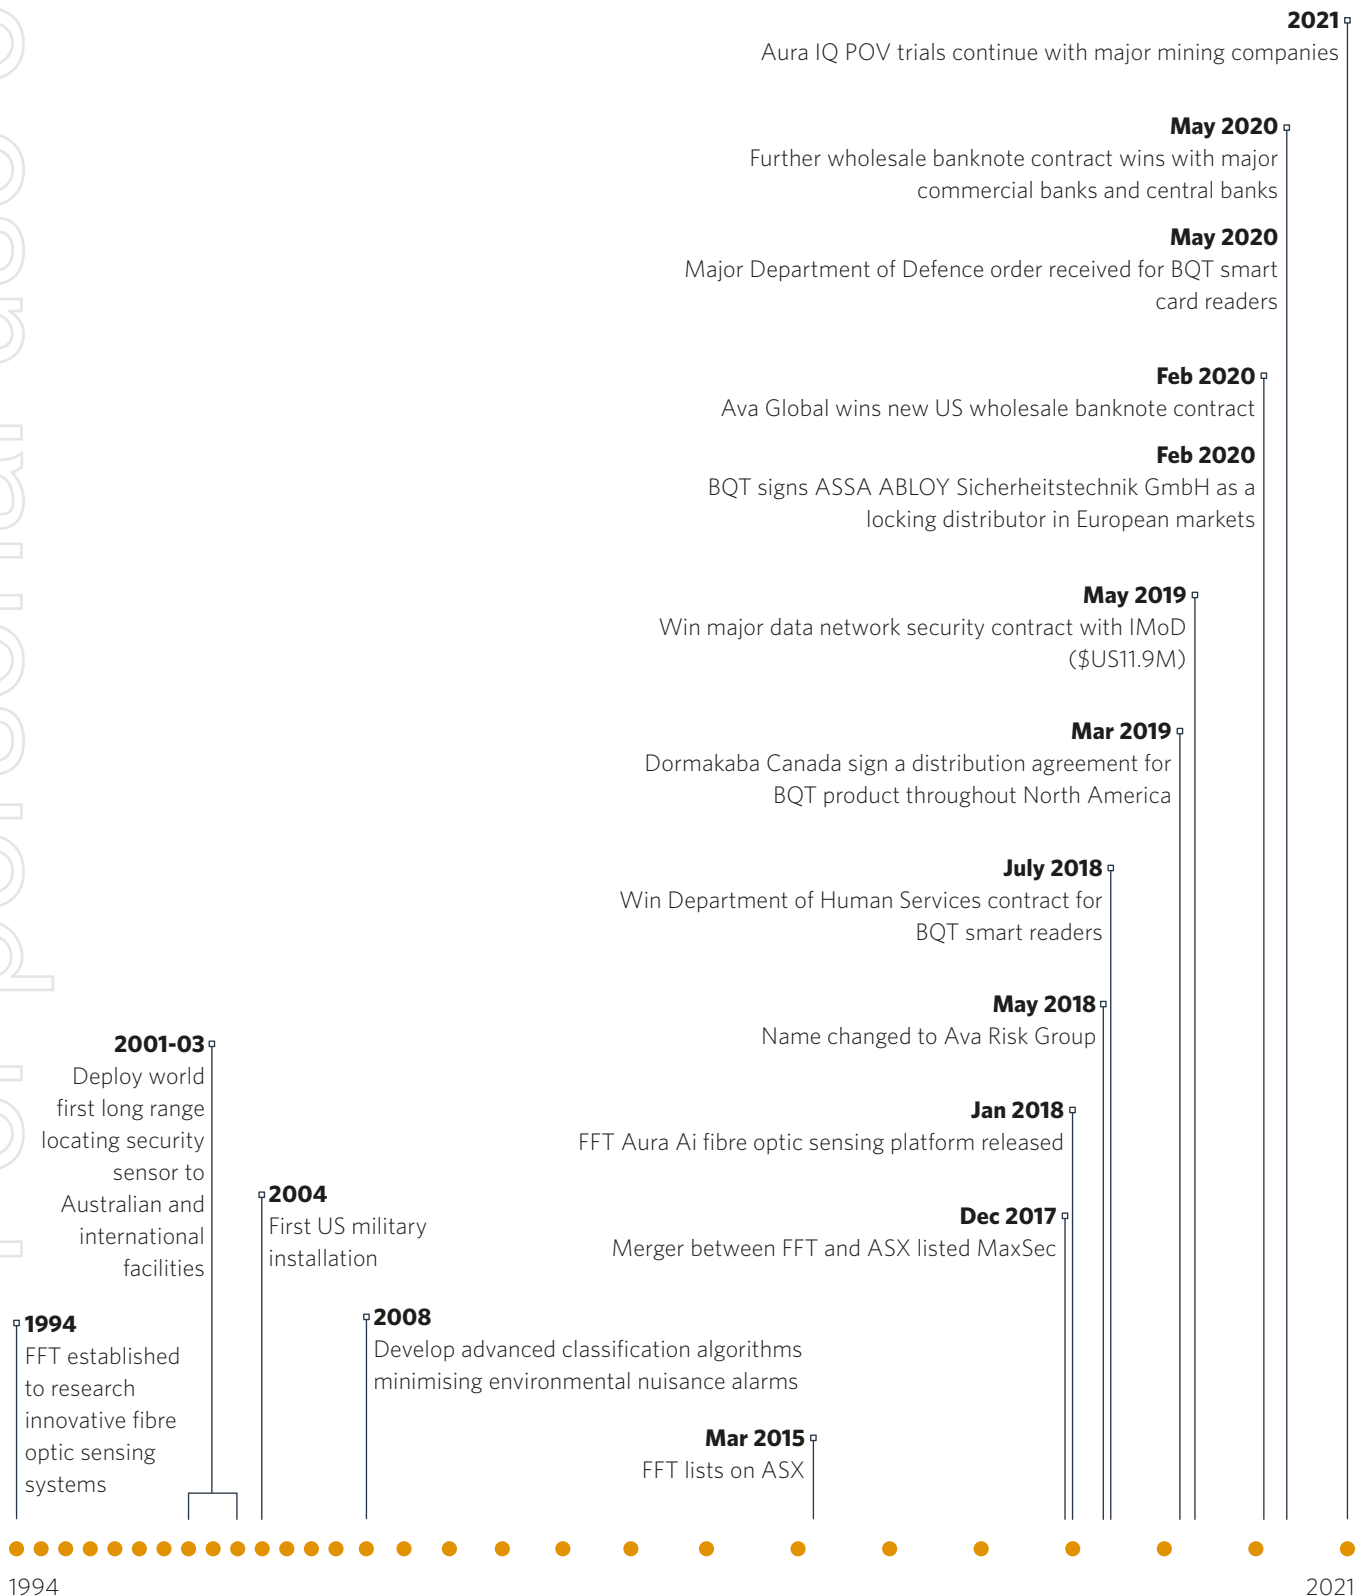 2021
Aura IQ POV trials continue with major mining companies
May 2020
Further wholesale banknote contract wins with major
commercial banks and central banks
May 2020
Major Department of Defence order received for BQT smart
card readers
Feb 2020
Ava Global wins new US wholesale banknote contract
Feb 2020
BQT signs ASSA ABLOY Sicherheitstechnik GmbH as a
locking distributor in European markets
May 2019
Win major data network security contract with IMoD
($US11.9M)
Mar 2019
Dormakaba Canada sign a distribution agreement for
BQT product throughout North America
July 2018
Win Department of Human Services contract for
BQT smart readers
May 2018
Name changed to Ava Risk Group
Jan 2018
FFT Aura Ai fibre optic sensing platform released
Dec 2017
Merger between FFT and ASX listed MaxSec
2001-03
Deploy world
first long range
locating security
sensor to
Australian and
international
facilities
2004
First US military
installation
1994
FFT established
to research
innovative fibre
optic sensing
systems
2008
Develop advanced classification algorithms
minimising environmental nuisance alarms
Mar 2015
FFT lists on ASX
1994
2021